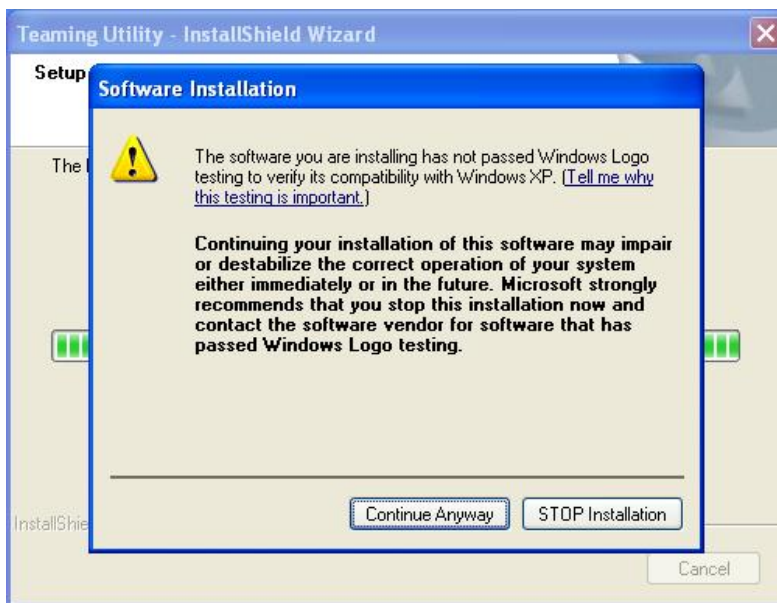 Teaming Utility - InstallShield Wizard
Setup
Software Installation
The
The software you are installing has not passed Windows Logo
testing to verify its compatibility with Windows XP. (Tell me why
this testing is important.)
Continuing your installation of this software may impair
or destabilize the correct operation of your system
either immediately or in the future. Microsoft strongly
recommends that you stop this installation now and
contact the software vendor for software that has
passed Windows Logo testing.
Continue Anyway
STOP Installation
InstallShie
Cancel